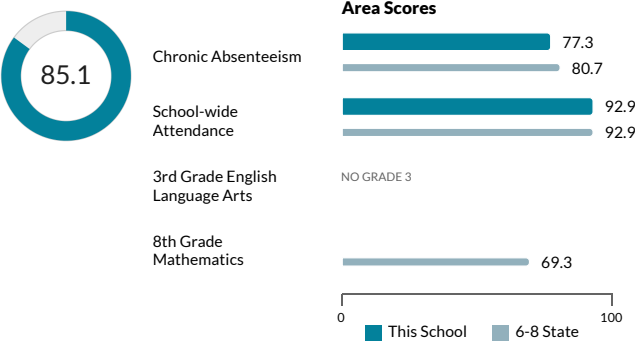 Area Scores
85.1
Chronic Absenteeism
77.3
80.7
School-wide
Attendance
92.9
92.9
3rd Grade English
Language Arts
NO GRADE 3
8th Grade
Mathematics
69.3
0
100
This School
6-8 State